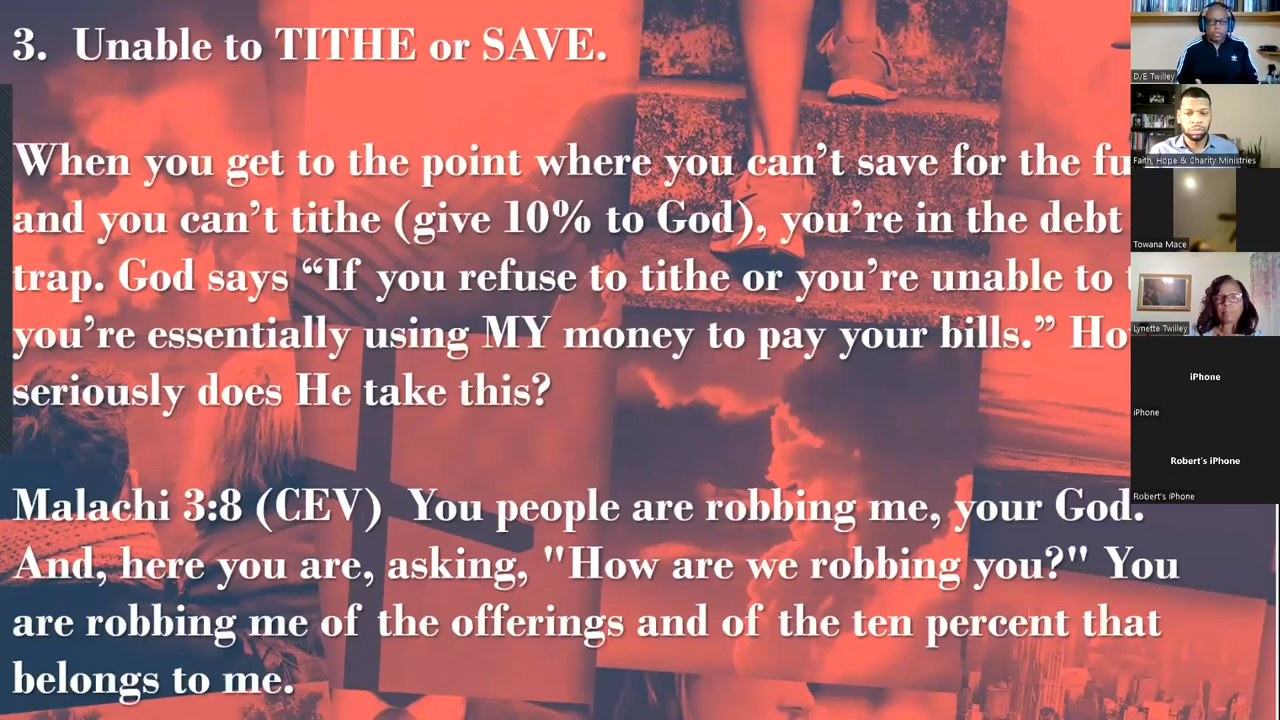 3. Unable to TITHE or SAVE.
When you get to the point where you can’t save for the
and you can’t tithe (give 10% to God), you’re in the debt
trap. God says “If you refuse to tithe or you’re unable to
you’re essentially using MY money to pay your bills.”
seriously does He take this?
Malachi 3:8 (CEV) You people are robbing me, your God.
And, here you are, asking, "How are we robbing you?" You
are robbing me of the offerings and of the ten percent that
belongs to me.
D/E Twilley
Faith, Hope & Charity Ministries
Towana Mace
Lynette Twilley
iPhone
iPhone
Robert's iPhone
Robert's iPhone